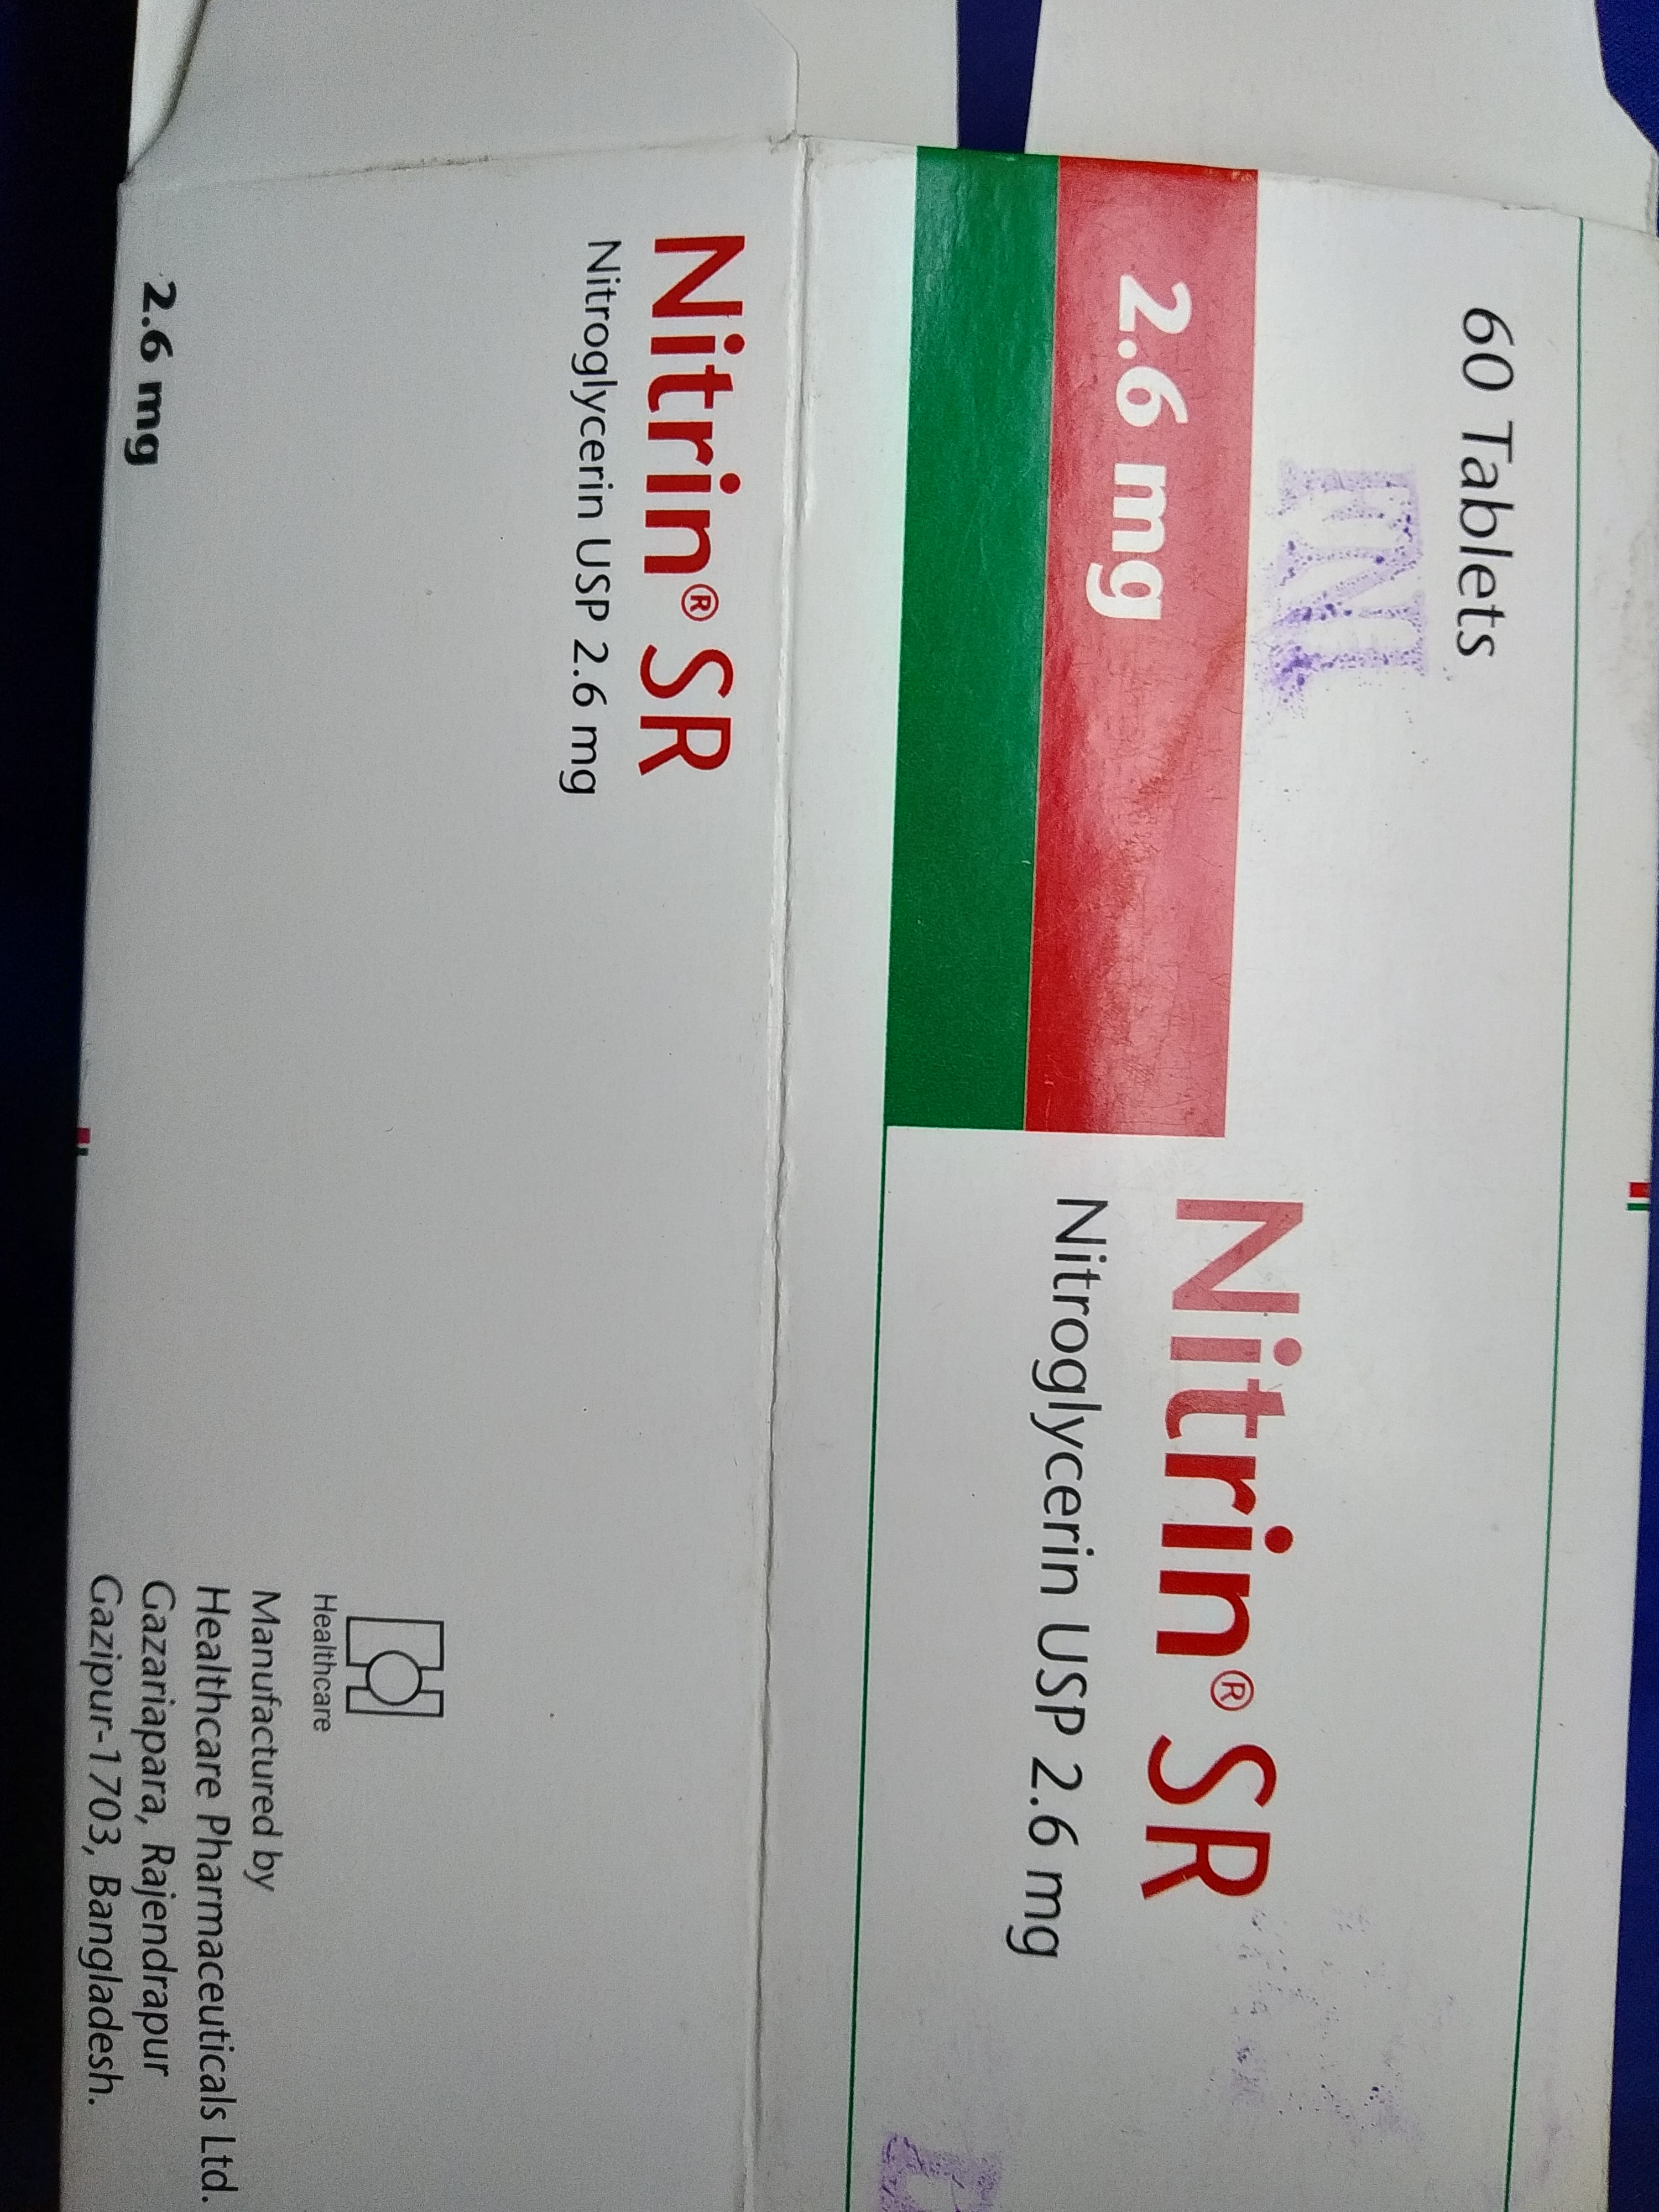 60 Tablets
FNI
2.6 mg
Nitrin® SR
Nitroglycerin USP 2.6 mg
Nitrin® SR
Nitroglycerin USP 2.6 mg
2.6 mg
Healthcare
Manufactured by
Healthcare Pharmaceuticals Ltd.
Gazariapara, Rajendrapur
Gazipur-1703, Bangladesh.